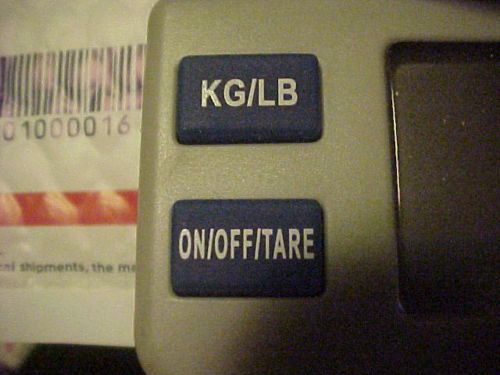 KG/LB
01000016
ON/OFF/TARE
shipments, the